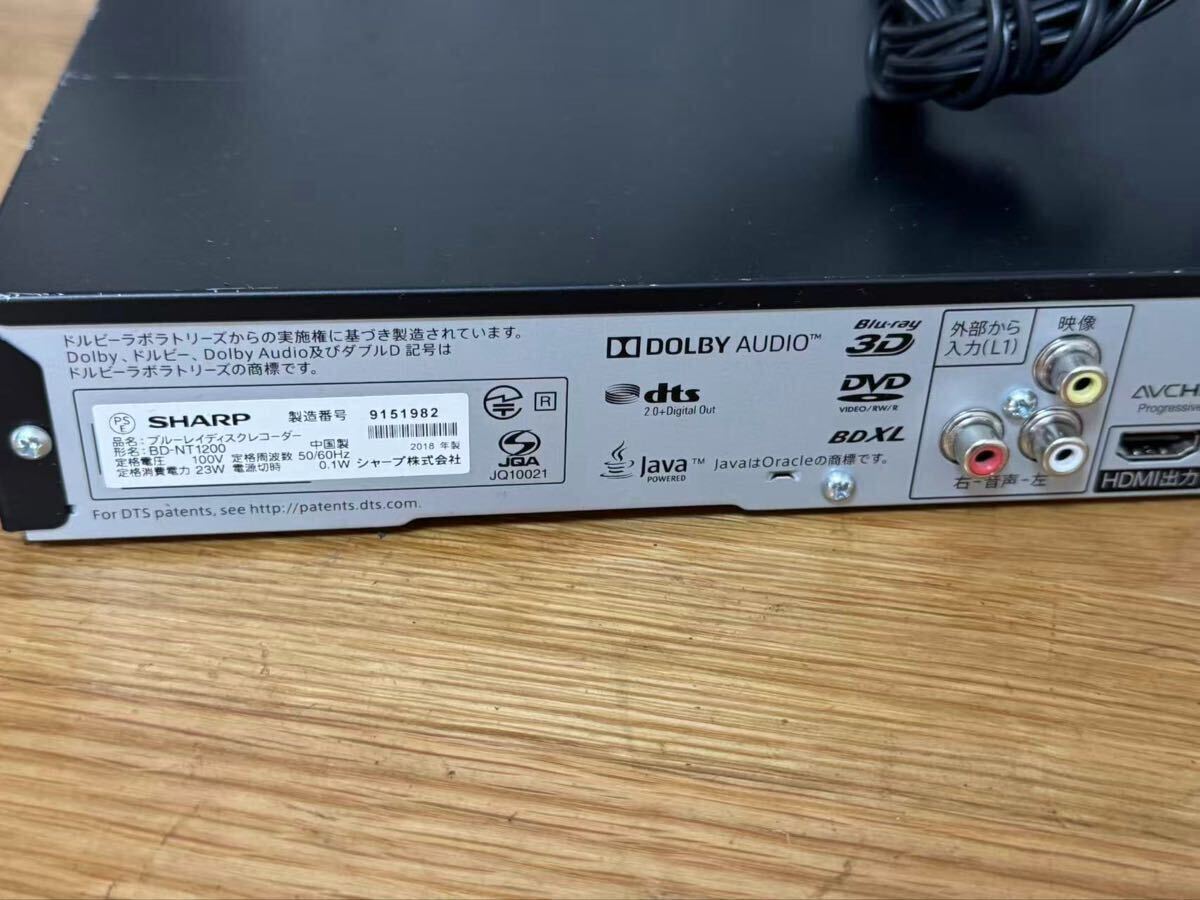 ドルビーラボラトリーズからの実施権に基づき製造されています。
Dolby、ドルビー、Dolby Audio及びダブルD 記号は
ドルビーラボラトリーズの商標です。
PS
E
SHARP 製造番号 9151982
品名:ブルーレイディスクレコーダー 中国製 2018 年製
形名:BD-NT1200
定格電圧 100V 定格周波数 50/60Hz
定格消費電力 23W 電源切時 0.1W シャープ株式会社
R
JQA
JQ10021
For DTS patents, see http://patents.dts.com.
DOLBY AUDIO™
dts
2.0+Digital Out
Java™
POWERED
JavaはOracleの商標です。
Blu-ray
3D
DVD
VIDEO/RW/R
BDXL
外部から
入力(L1)
映像
右-音声-左
AVCH
Progressive
HDMI出力